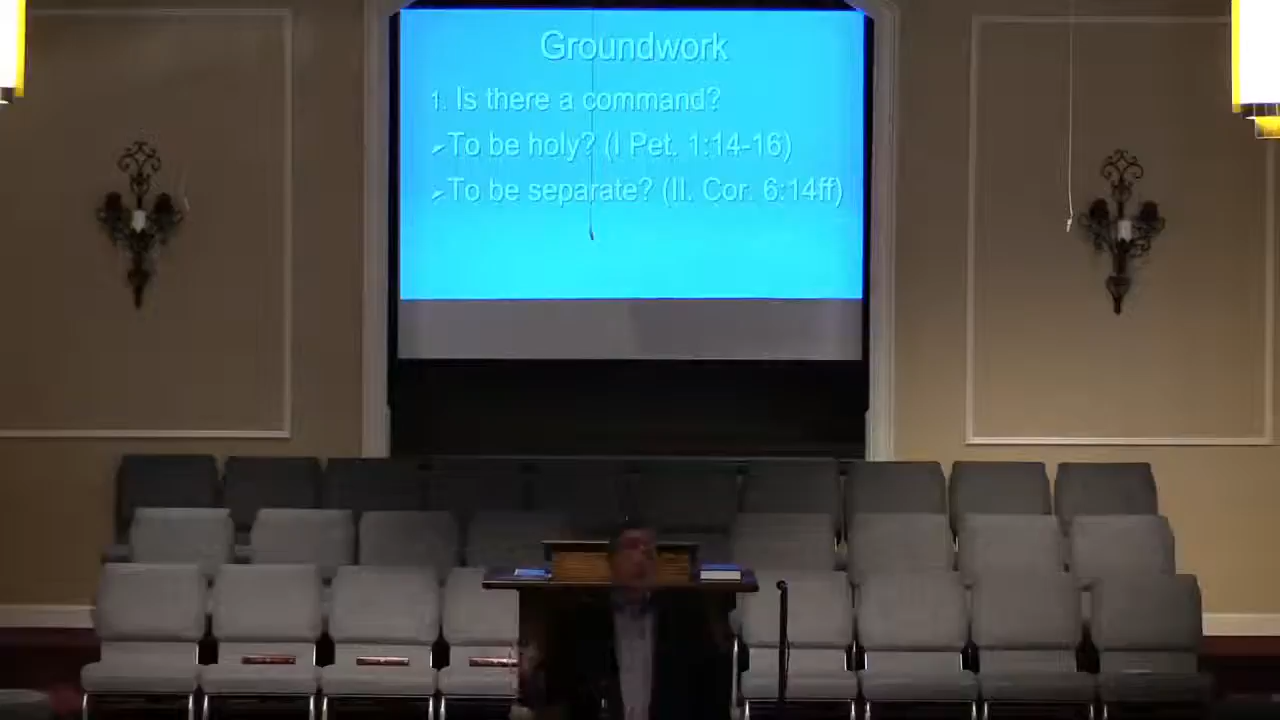 Groundwork
1. Is there a command?
➢To be holy? (I Pet. 1:14-16)
➢To be separate? (II. Cor. 6:14ff)